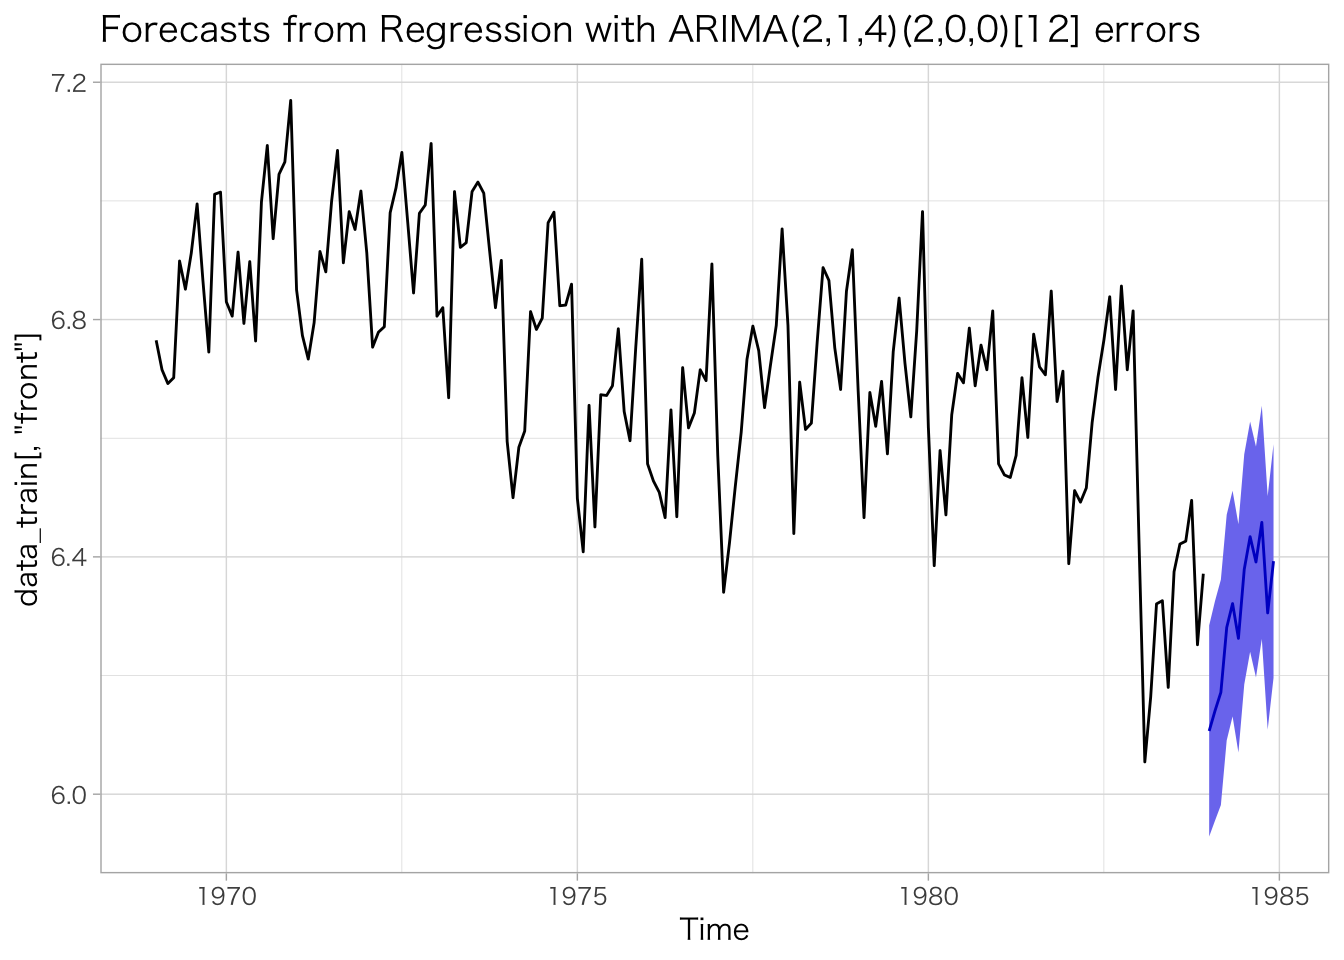 Forecasts from Regression with ARIMA(2,1,4)(2,0,0)[12] errors
7.2
6.8
6.4
6.0
data_train[, "front"]
1970
1975
1980
1985
Time